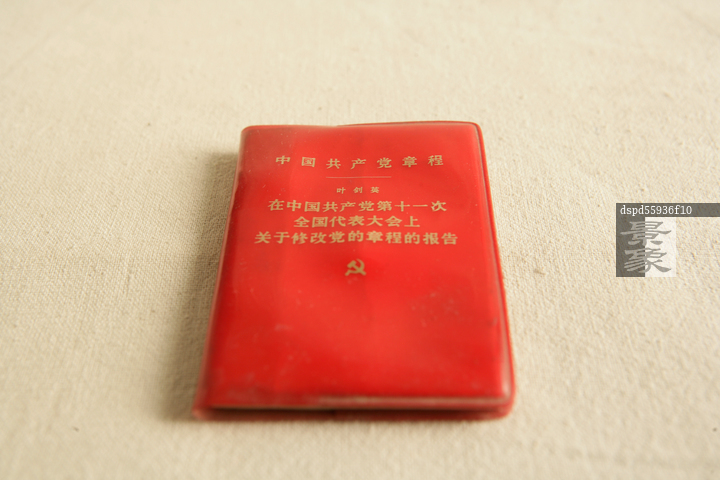 中国共产党章程
叶剑英
在中国共产党第十一次
全国代表大会上
关于修改党的章程的报告
dspd55936f10
景象